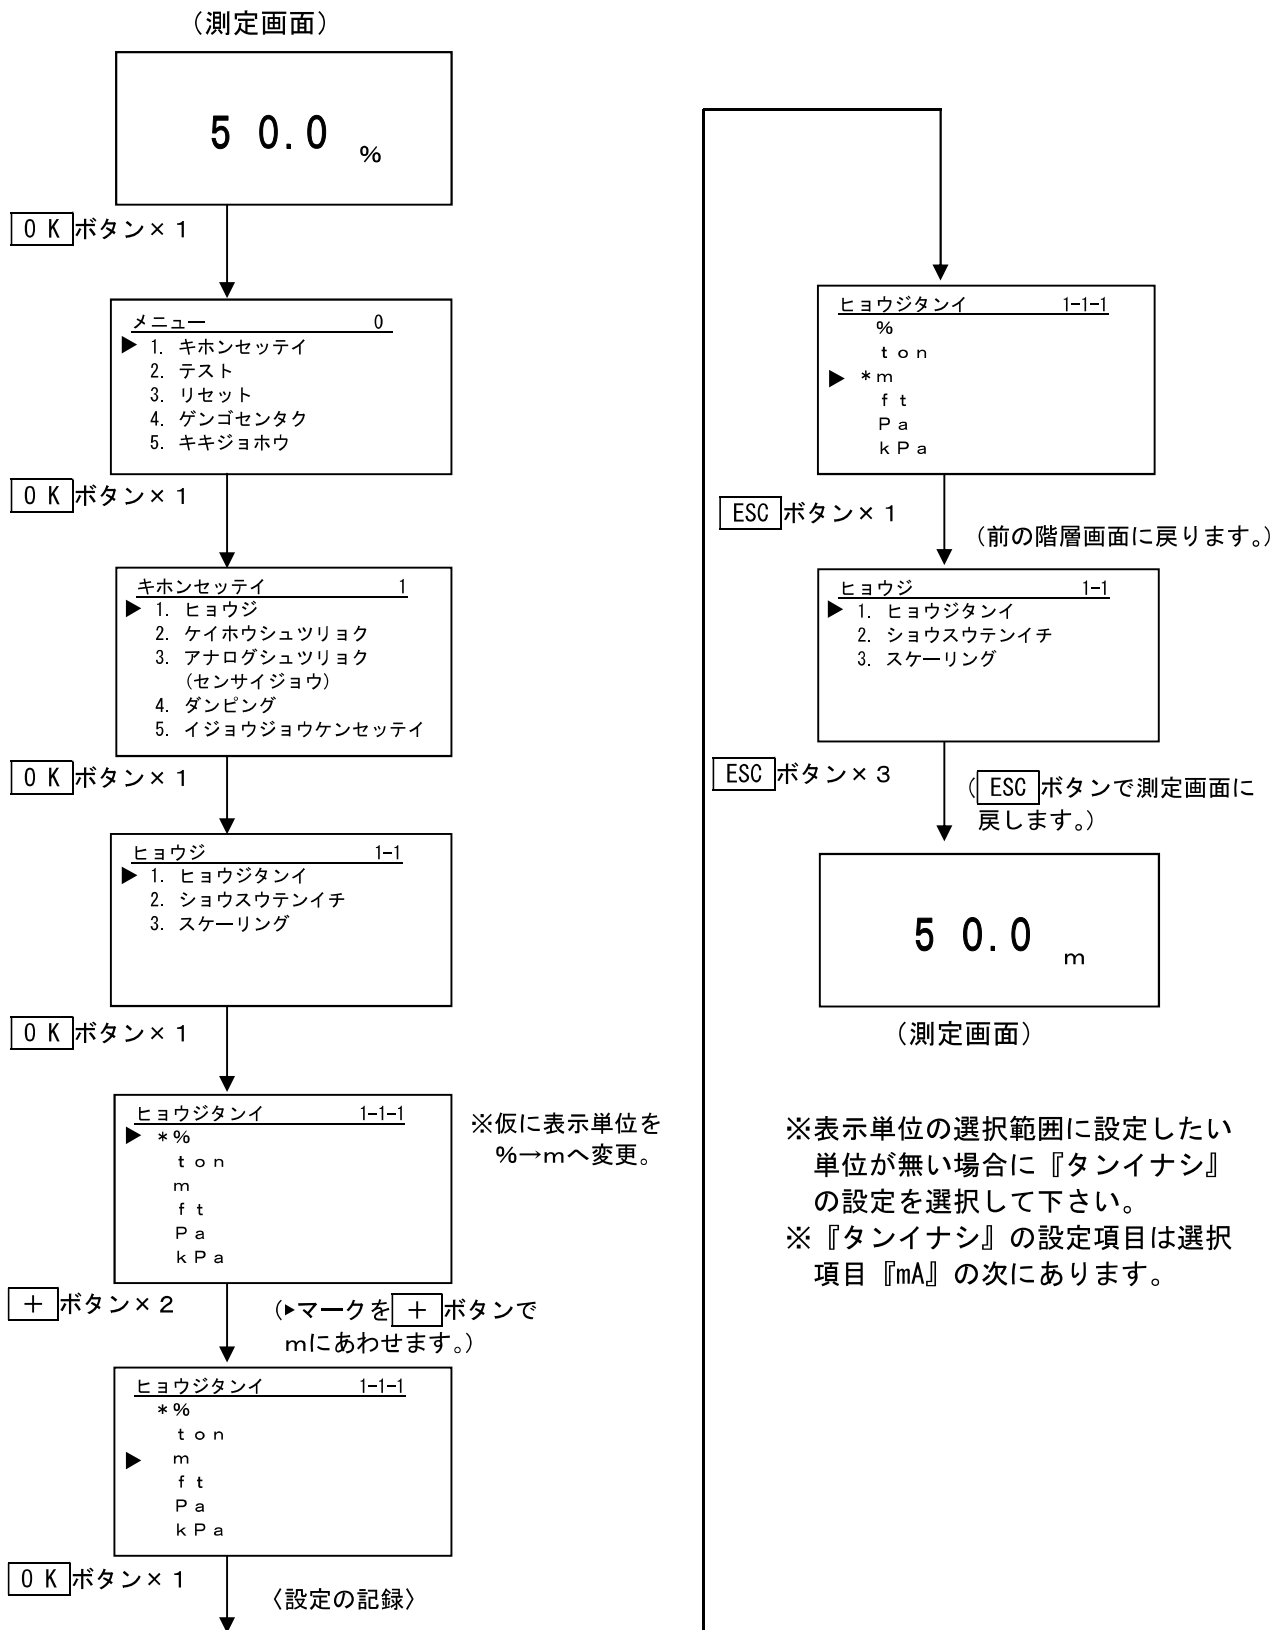 （測定画面）
５０.０ %
ＯＫ ボタン×１
メニュー 0
▶ 1. キホンセッテイ
2. テスト
3. リセット
4. ゲンゴセンタク
5. キキジョホウ
ＯＫ ボタン×１
キホンセッテイ 1
▶ 1. ヒョウジ
2. ケイホウシュツリョク
3. アナログシュツリョク
（センサイジョウ）
4. ダンピング
5. イジョウジョウケンセッテイ
ＯＫ ボタン×１
ヒョウジ 1-1
▶ 1. ヒョウジタンイ
2. ショウスウテンイチ
3. スケーリング
ＯＫ ボタン×１
ヒョウジタンイ 1-1-1
▶ *%
ｔｏｎ
ｍ
ｆｔ
Ｐａ
ｋＰａ
※仮に表示単位を
%→ｍへ変更。
＋ ボタン×２
（▶マークを ＋ ボタンで
ｍにあわせます。）
ヒョウジタンイ 1-1-1
*%
ｔｏｎ
▶ ｍ
ｆｔ
Ｐａ
ｋＰａ
ＯＫ ボタン×１
〈設定の記録〉
ヒョウジタンイ 1-1-1
%
ｔｏｎ
▶ *ｍ
ｆｔ
Ｐａ
ｋＰａ
ESC ボタン×１
（前の階層画面に戻ります。）
ヒョウジ 1-1
▶ 1. ヒョウジタンイ
2. ショウスウテンイチ
3. スケーリング
ESC ボタン×３
（ ESC ボタンで測定画面に
戻します。）
５０.０ ｍ
（測定画面）
※表示単位の選択範囲に設定したい
単位が無い場合に『タンイナシ』
の設定を選択して下さい。
※『タンイナシ』の設定項目は選択
項目『mA』の次にあります。